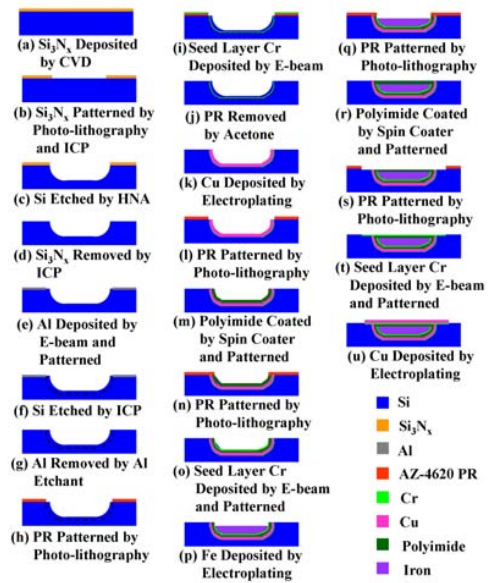 (a) Si3Nx Deposited
by CVD
(b) Si3Nx Patterned by
Photo-lithography
and ICP
(c) Si Etched by HNA
(d) Si3Nx Removed by
ICP
(e) Al Deposited by
E-beam and
Patterned
(f) Si Etched by ICP
(g) Al Removed by Al
Etchant
(h) PR Patterned by
Photo-lithography
(i) Seed Layer Cr
Deposited by E-beam
(j) PR Removed
by Acetone
(k) Cu Deposited by
Electroplating
(l) PR Patterned by
Photo-lithography
(m) Polyimide Coated
by Spin Coater
and Patterned
(n) PR Patterned by
Photo-lithography
(o) Seed Layer Cr
Deposited by E-beam
and Patterned
(p) Fe Deposited by
Electroplating
(q) PR Patterned by
Photo-lithography
(r) Polyimide Coated
by Spin Coater
and Patterned
(s) PR Patterned by
Photo-lithography
(t) Seed Layer Cr
Deposited by E-beam
and Patterned
(u) Cu Deposited by
Electroplating
Si
Si3Nx
Al
AZ-4620 PR
Cr
Cu
Polyimide
Iron